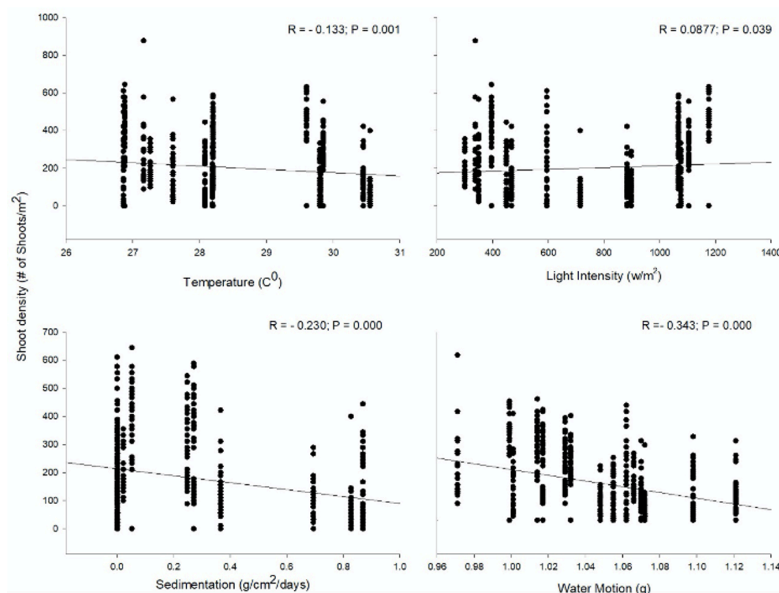 R = - 0.133; P = 0.001
R = 0.0877; P = 0.039
1000
800
600
400
200
0
26 27 28 29 30 31
200 400 600 800 1000 1200 1400
Temperature (C⁰)
Light Intensity (w/m²)
Shoot density (# of Shoots/m²)
R = - 0.230; P = 0.000
R =- 0.343; P = 0.000
700
600
500
400
300
200
100
0
0.0 0.2 0.4 0.6 0.8 1.0
0.96 0.98 1.00 1.02 1.04 1.06 1.08 1.10 1.12 1.14
Sedimentation (g/cm²/days)
Water Motion (g)